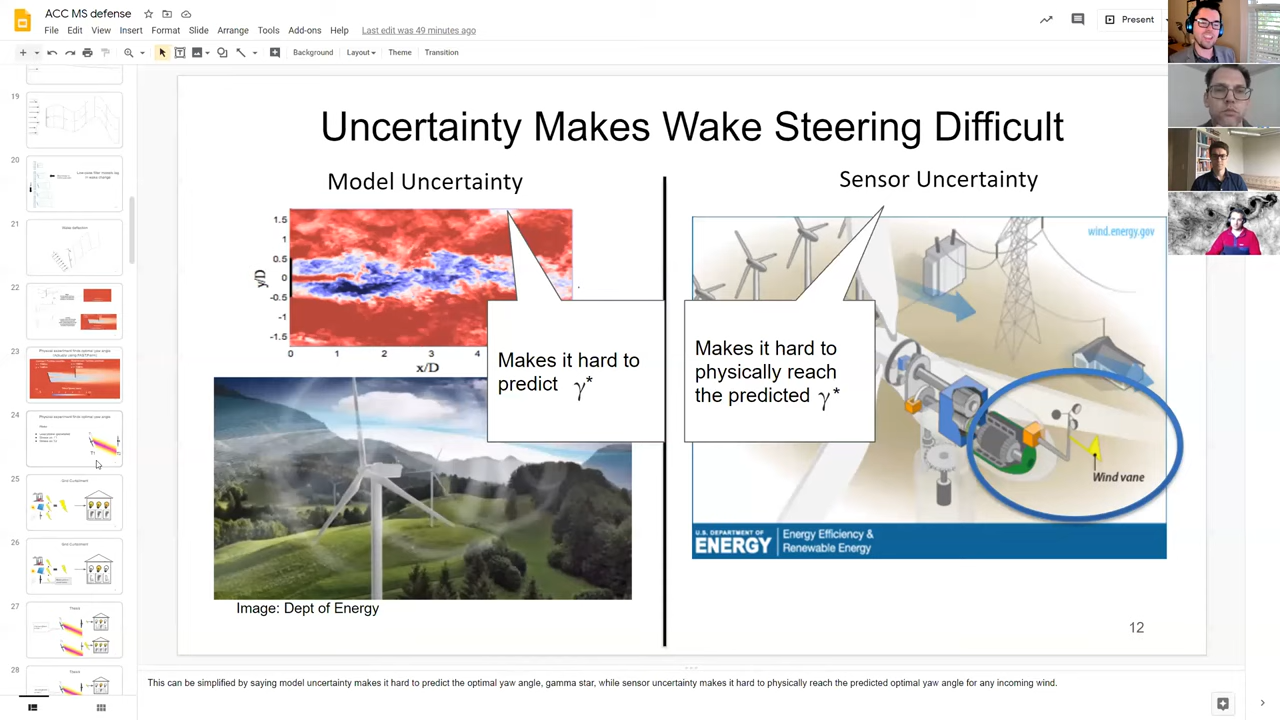 ACC MS defense
File Edit View Insert Format Slide Arrange Tools Add-ons Help Last edit was 49 minutes ago
Present
Background Layout Theme Transition
19
20
21
22
23
24
25
Grid Curtailment
26
Grid Curtailment
27
28
Uncertainty Makes Wake Steering Difficult
Model Uncertainty
1.5
1
0.5
0
-0.5
-1
-1.5
y/D
0 1 2 3 4
x/D
Makes it hard to
predict γ*
Image: Dept of Energy
Sensor Uncertainty
wind.energy.gov
Makes it hard to
physically reach
the predicted γ*
Wind vane
U.S. DEPARTMENT OF
ENERGY
Energy Efficiency &
Renewable Energy
12
This can be simplified by saying model uncertainty makes it hard to predict the optimal yaw angle, gamma star, while sensor uncertainty makes it hard to physically reach the predicted optimal yaw angle for any incoming wind.